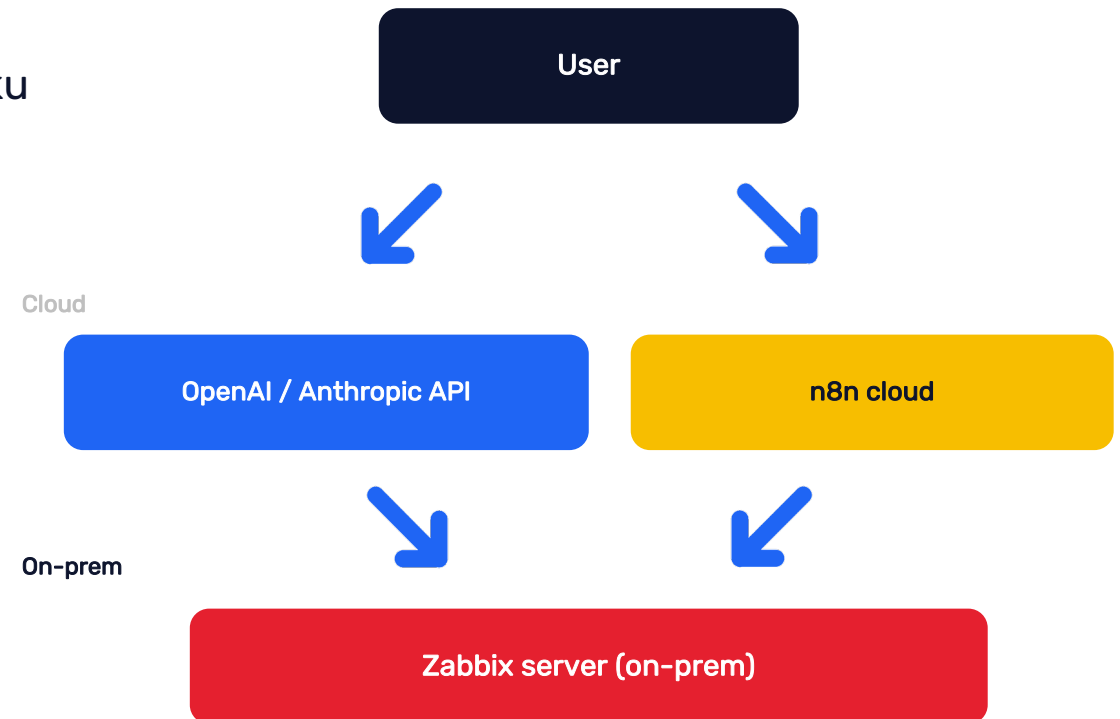 User
Cloud
OpenAI / Anthropic API
n8n cloud
On-prem
Zabbix server (on-prem)